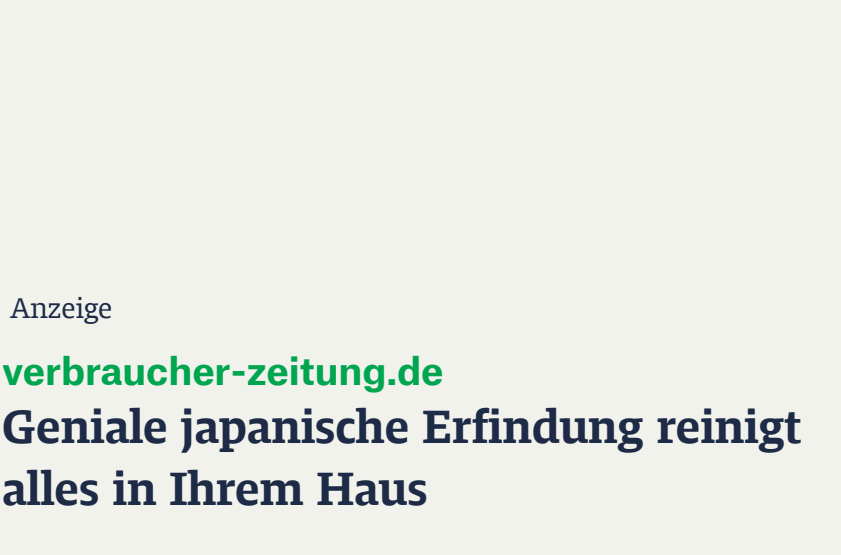 Anzeige
verbraucher-zeitung.de
Geniale japanische Erfindung reinigt
alles in Ihrem Haus